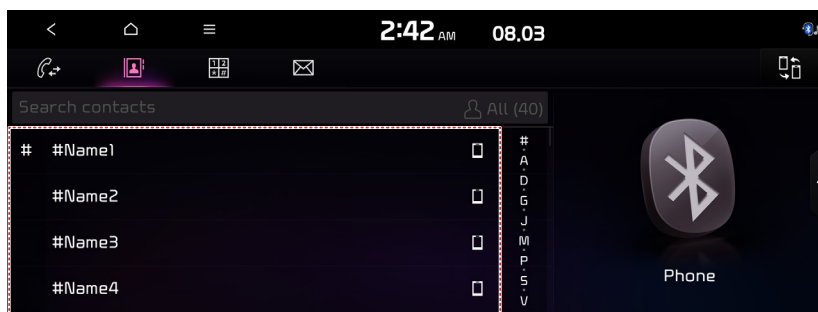 2:42 AM 08.03
Search contacts All (40)
# #Name1
#Name2
#Name3
#Name4
#
A
D
G
J
M
P
S
V
Phone